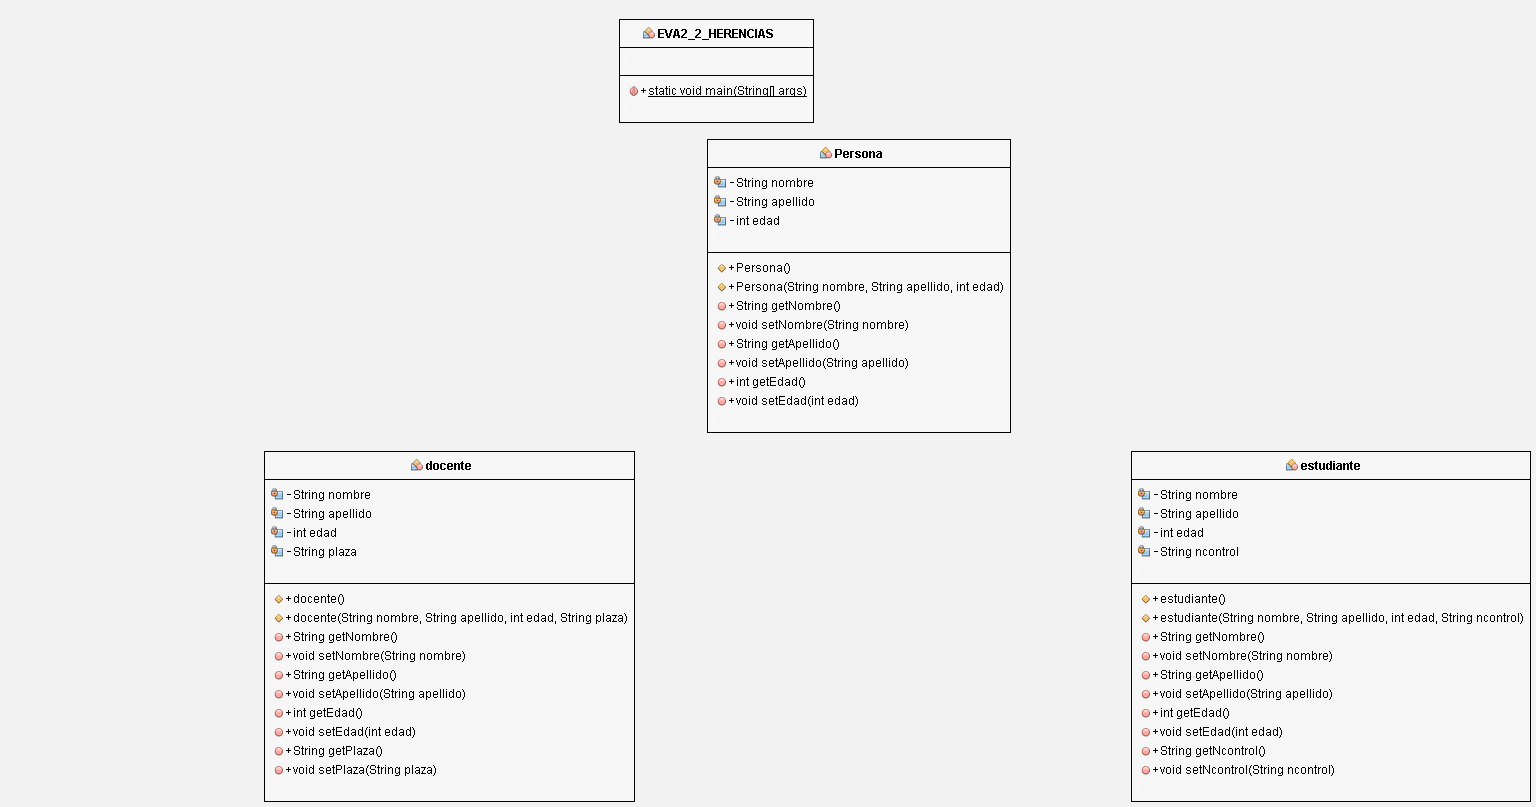 EVA2_2_HERENCIAS
+static void main(String[] args)
Persona
-String nombre
-String apellido
-int edad
+Persona()
+Persona(String nombre, String apellido, int edad)
+String getNombre()
+void setNombre(String nombre)
+String getApellido()
+void setApellido(String apellido)
+int getEdad()
+void setEdad(int edad)
docente
-String nombre
-String apellido
-int edad
-String plaza
+docente()
+docente(String nombre, String apellido, int edad, String plaza)
+String getNombre()
+void setNombre(String nombre)
+String getApellido()
+void setApellido(String apellido)
+int getEdad()
+void setEdad(int edad)
+String getPlaza()
+void setPlaza(String plaza)
estudiante
-String nombre
-String apellido
-int edad
-String ncontrol
+estudiante()
+estudiante(String nombre, String apellido, int edad, String ncontrol)
+String getNombre()
+void setNombre(String nombre)
+String getApellido()
+void setApellido(String apellido)
+int getEdad()
+void setEdad(int edad)
+String getNcontrol()
+void setNcontrol(String ncontrol)